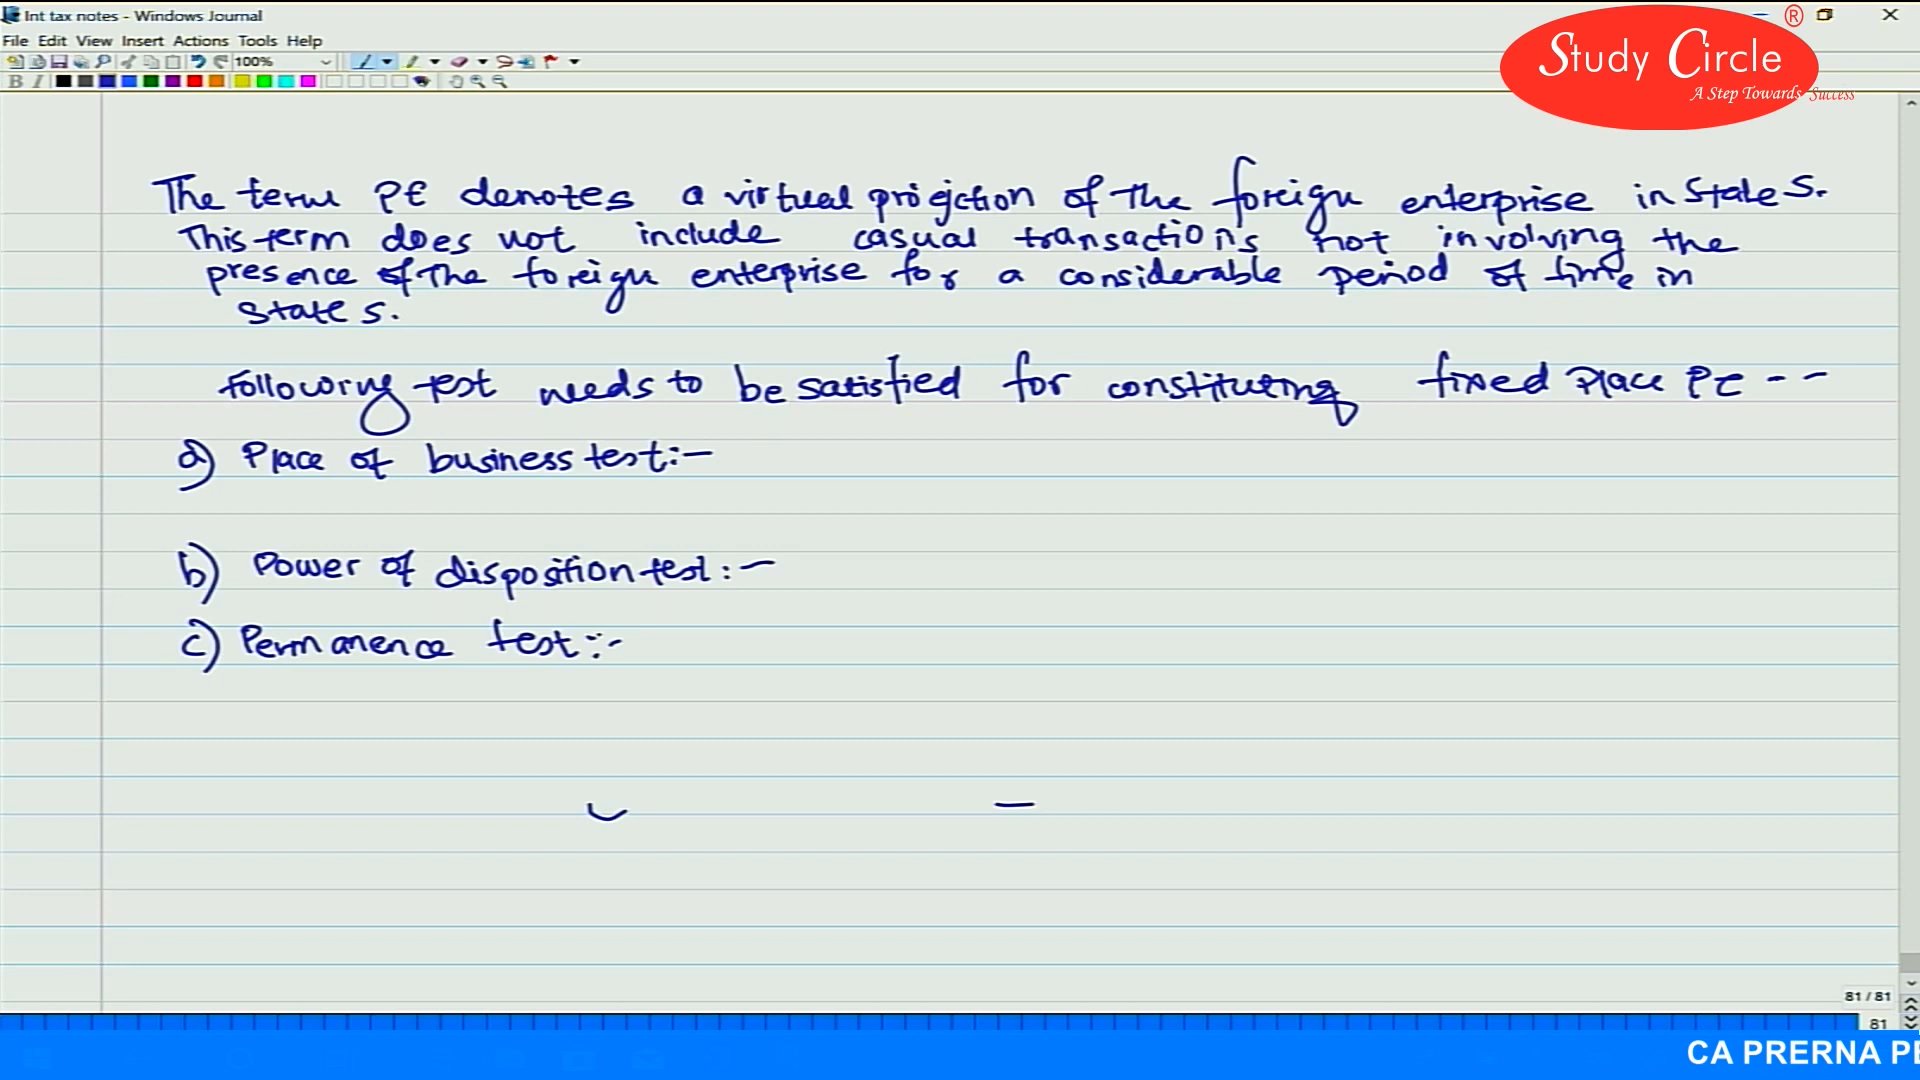 Int tax notes - Windows Journal
File Edit View Insert Actions Tools Help
100%
B I
®
Study Circle
A Step Towards Success
The term PE denotes a virtual projection of the foreign enterprise in State S.
This term does not include casual transactions not involving the
presence of the foreign enterprise for a considerable period of time in
State S.
Following test needs to be satisfied for constituting fixed place PE --
a) Place of business test:-
b) Power of disposition test:-
c) Permanence test:-
81 / 81
81
CA PRERNA PE